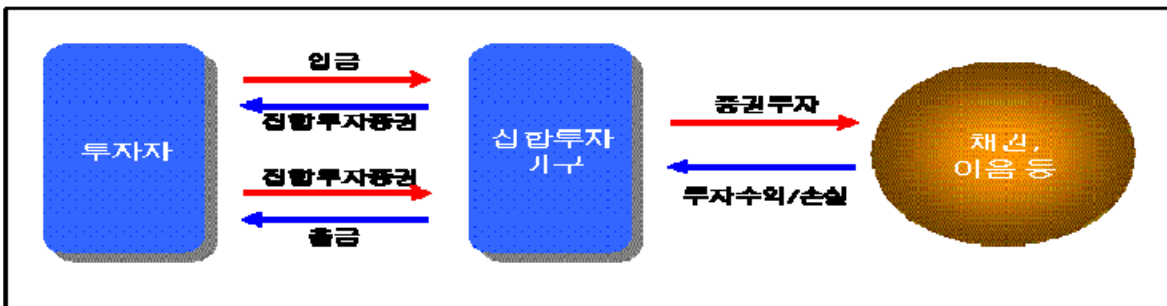 투자자
입금
집합투자증권
집합투자증권
출금
집합투자
기구
증권투자
투자수익/손실
채권,
어음 등